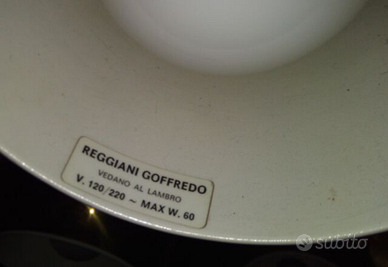 REGGIANI GOFFREDO
VEDANO AL LAMBRO
V. 120/220 ~ MAX W. 60
subito